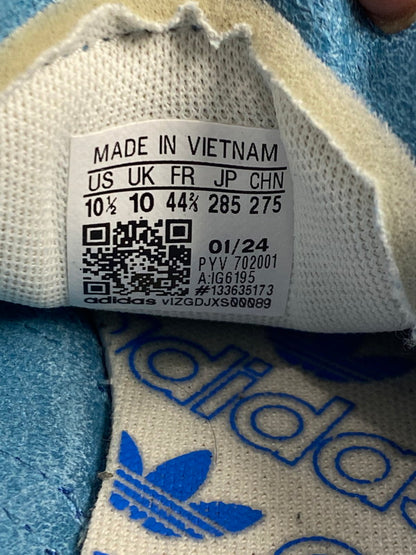 MADE IN VIETNAM
US UK FR JP CHN
10½ 10 44⅔ 285 275
01/24
PYV 702001
A:IG6195
#133635173
adidas vIZGDJXS00089
adidas
adidas